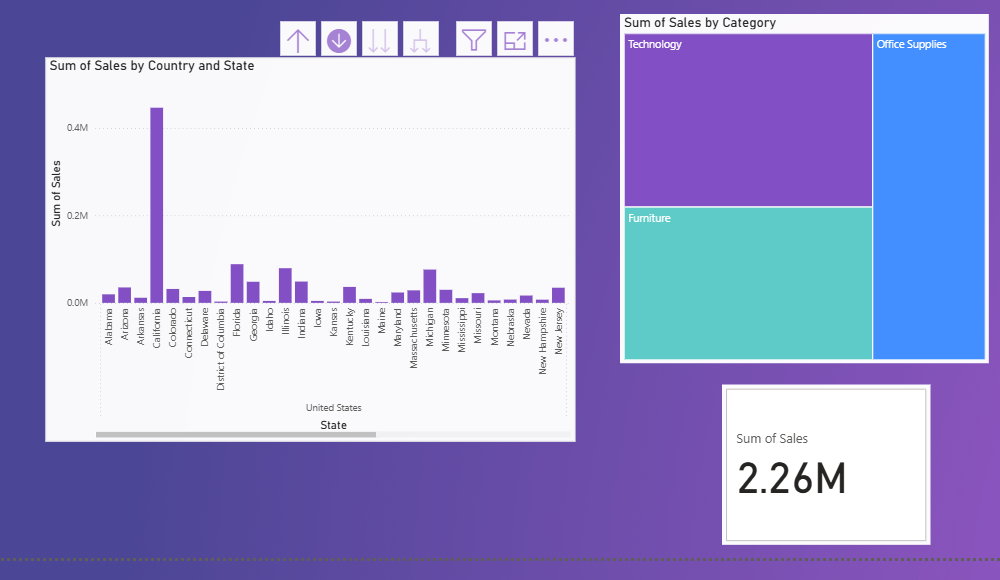 Sum of Sales by Country and State
Sum of Sales
0.4M
0.2M
0.0M
Alabama
Arizona
Arkansas
California
Colorado
Connecticut
Delaware
District of Columbia
Florida
Georgia
Idaho
Illinois
Indiana
Iowa
Kansas
Kentucky
Louisiana
Maine
Maryland
Massachusetts
Michigan
Minnesota
Mississippi
Missouri
Montana
Nebraska
Nevada
New Hampshire
New Jersey
United States
State
Sum of Sales by Category
Technology
Office Supplies
Furniture
Sum of Sales
2.26M